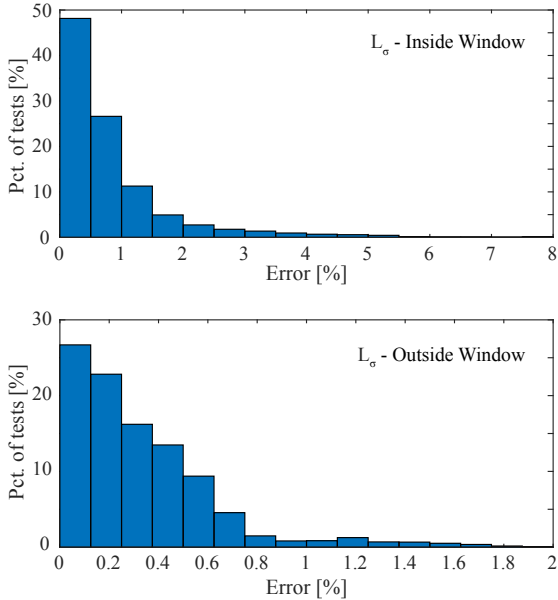 50
40
30
20
10
0
Pct. of tests [%]
L_σ - Inside Window
0 1 2 3 4 5 6 7 8
Error [%]
30
20
10
0
Pct. of tests [%]
L_σ - Outside Window
0 0.2 0.4 0.6 0.8 1 1.2 1.4 1.6 1.8 2
Error [%]